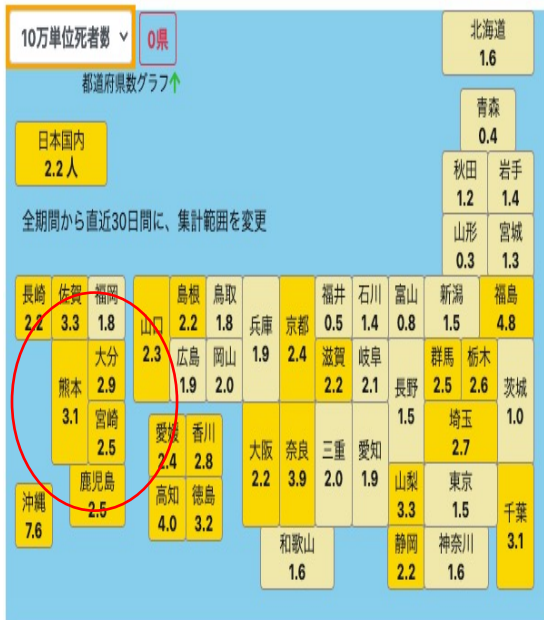 10万単位死者数
0県
都道府県数グラフ↑
日本国内
2.2人
全期間から直近30日間に、集計範囲を変更
北海道
1.6
青森
0.4
秋田
1.2
岩手
1.4
山形
0.3
宮城
1.3
長崎
2.2
佐賀
3.3
福岡
1.8
山口
2.3
島根
2.2
鳥取
1.8
兵庫
1.9
京都
2.4
福井
0.5
石川
1.4
富山
0.8
新潟
1.5
福島
4.8
熊本
3.1
大分
2.9
広島
1.9
岡山
2.0
滋賀
2.2
岐阜
2.1
長野
1.5
群馬
2.5
栃木
2.6
茨城
1.0
宮崎
2.5
愛媛
2.4
香川
2.8
大阪
2.2
奈良
3.9
三重
2.0
愛知
1.9
埼玉
2.7
沖縄
7.6
鹿児島
2.5
高知
4.0
徳島
3.2
山梨
3.3
東京
1.5
千葉
3.1
和歌山
1.6
静岡
2.2
神奈川
1.6